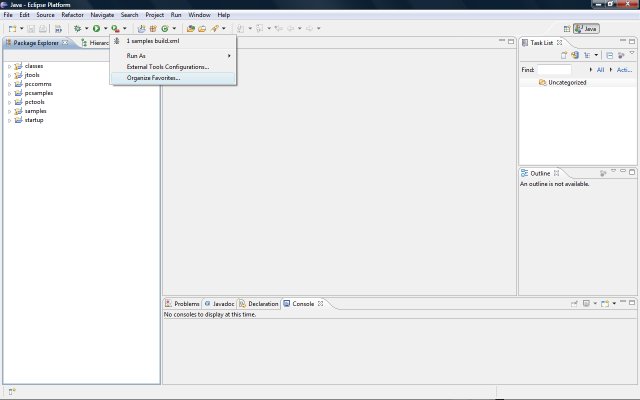 Java - Eclipse Platform
File Edit Source Refactor Navigate Search Project Run Window Help
Java
Package Explorer
Hierarc
1 samples build.xml
Run As
External Tools Configurations...
Organize Favorites...
classes
jtools
pccomms
pcsamples
pctools
samples
startup
Task List
Find:
All
Acti...
Uncategorized
Outline
An outline is not available.
Problems
Javadoc
Declaration
Console
No consoles to display at this time.